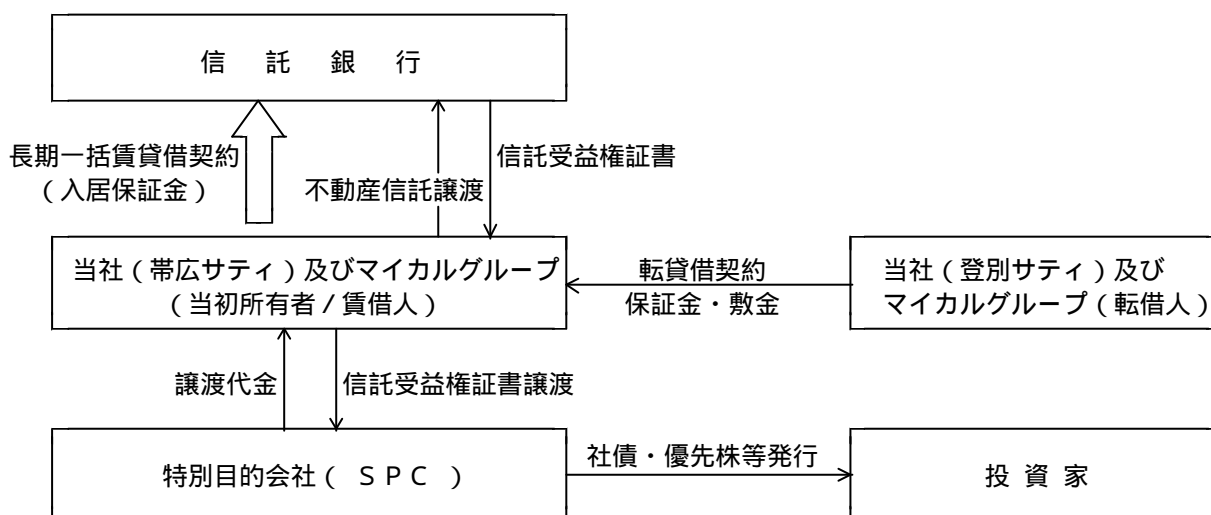 信 託 銀 行
長期一括賃貸借契約
(入居保証金)
不動産信託譲渡
信託受益権証書
当社(帯広サティ)及びマイカルグループ
(当初所有者/賃借人)
転貸借契約
保証金・敷金
当社(登別サティ)及び
マイカルグループ(転借人)
譲渡代金
信託受益権証書譲渡
特別目的会社( SPC )
社債・優先株等発行
投 資 家